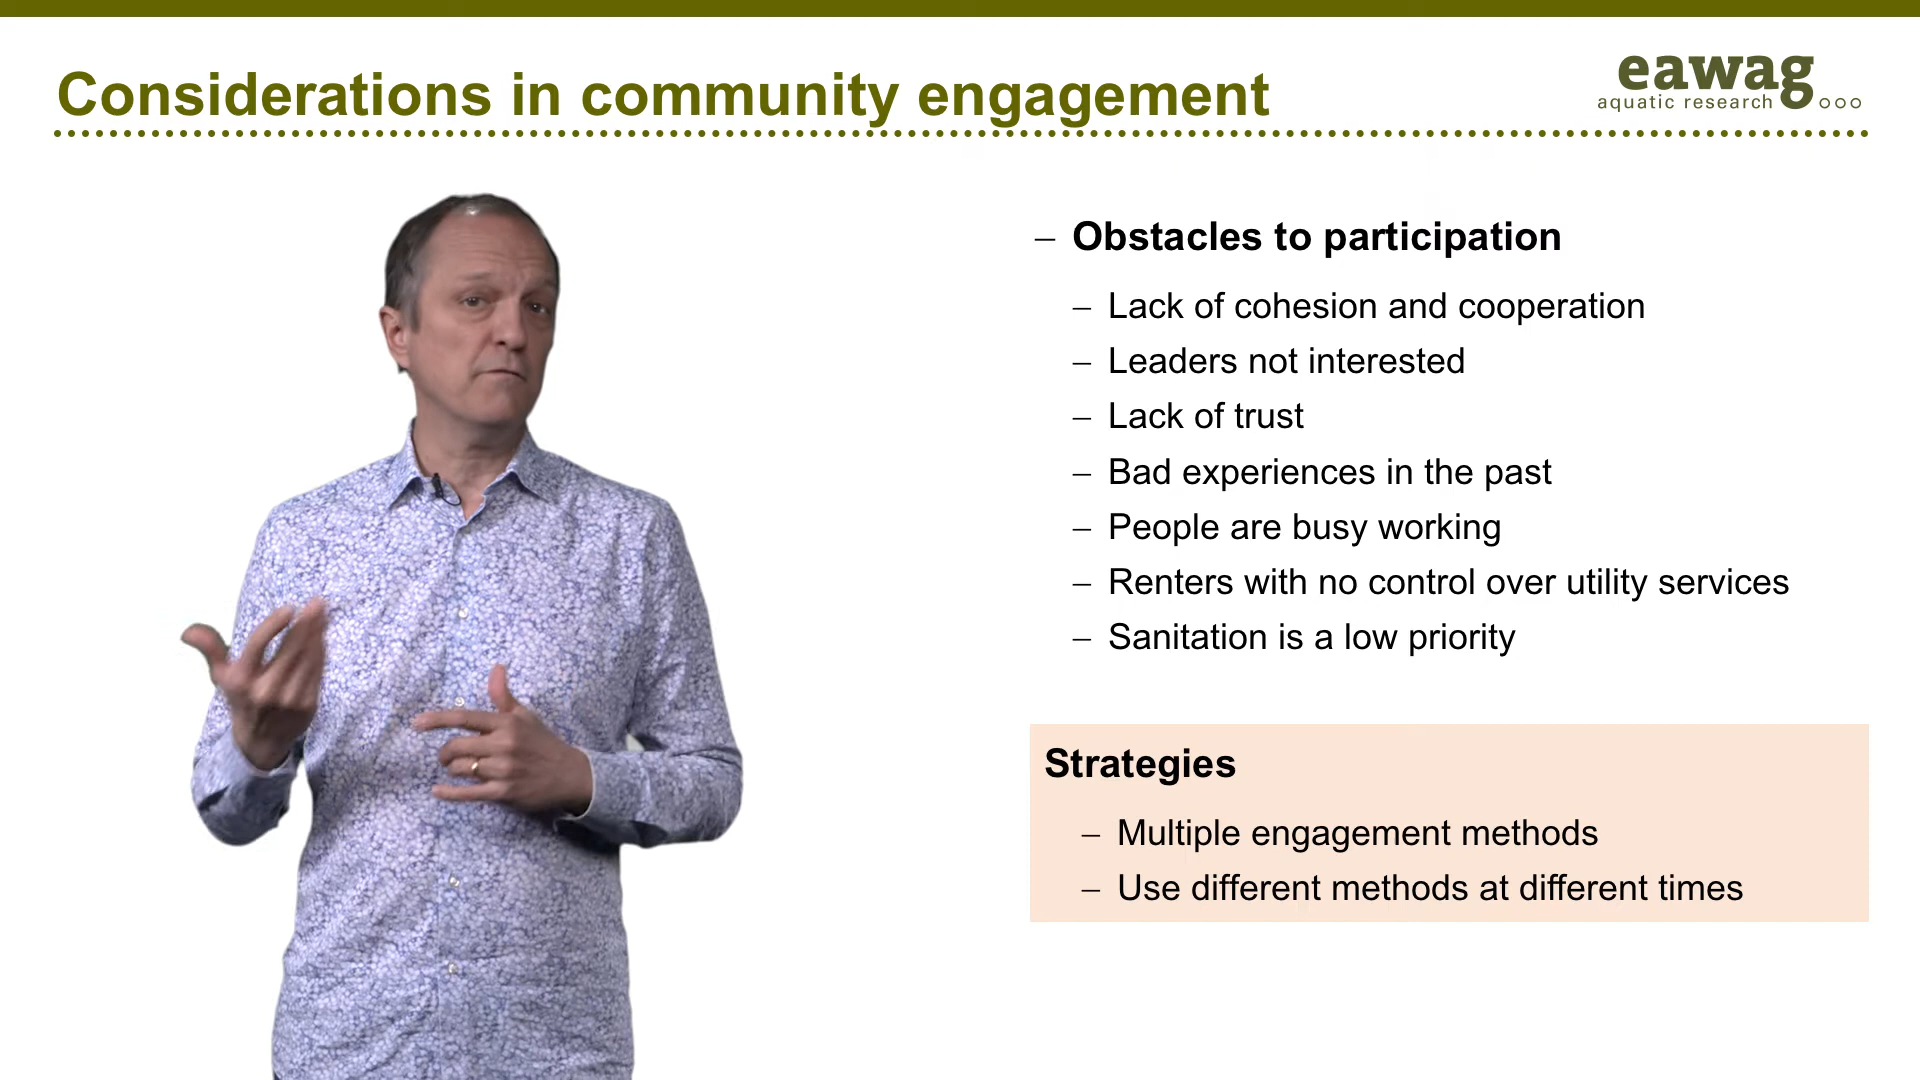 Considerations in community engagement
eawag
aquatic research
– Obstacles to participation
– Lack of cohesion and cooperation
– Leaders not interested
– Lack of trust
– Bad experiences in the past
– People are busy working
– Renters with no control over utility services
– Sanitation is a low priority
Strategies
– Multiple engagement methods
– Use different methods at different times